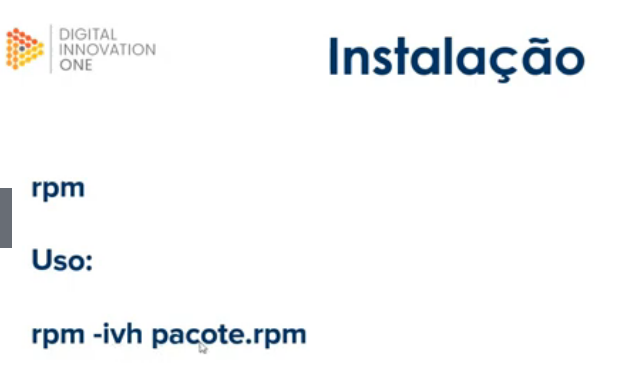 DIGITAL
INNOVATION
ONE
Instalação
rpm
Uso:
rpm -ivh pacote.rpm